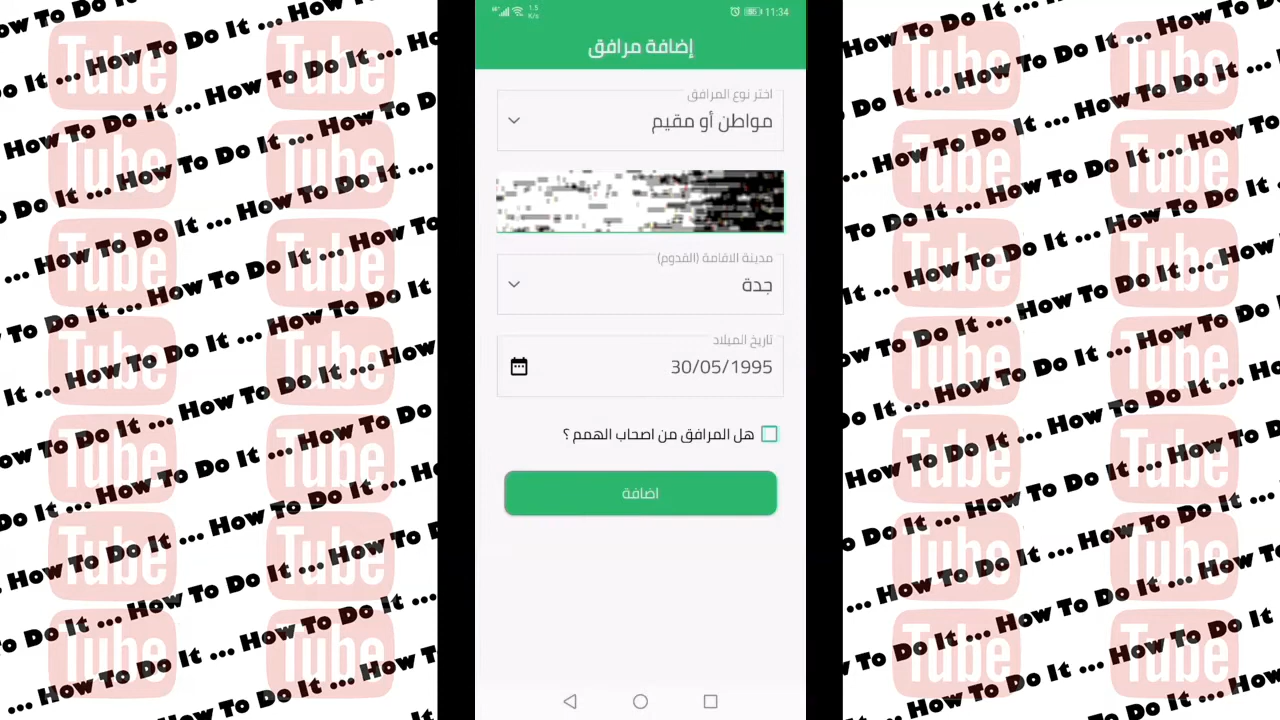 1.5
K/s
11:34
إضافة مرافق
اختر نوع المرافق
مواطن أو مقيم
مدينة الاقامة (القدوم)
جدة
تاريخ الميلاد
30/05/1995
هل المرافق من اصحاب الهمم ؟
اضافة
How To Do It ... How To Do It ... How To Do It
Tube